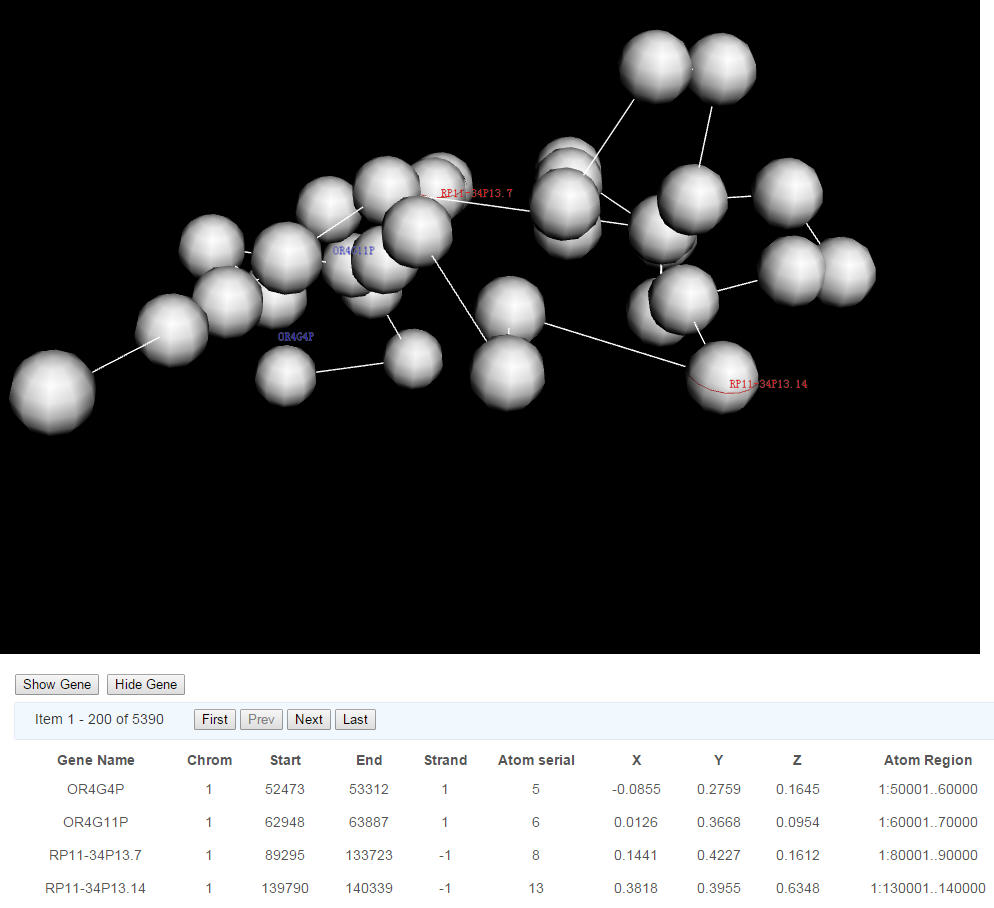 RP11-34P13.7
OR4G11P
OR4G4P
RP11-34P13.14
Show Gene Hide Gene
Item 1 - 200 of 5390 First Prev Next Last
Gene Name Chrom Start End Strand Atom serial X Y Z Atom Region
OR4G4P 1 52473 53312 1 5 -0.0855 0.2759 0.1645 1:50001..60000
OR4G11P 1 62948 63887 1 6 0.0126 0.3668 0.0954 1:60001..70000
RP11-34P13.7 1 89295 133723 -1 8 0.1441 0.4227 0.1612 1:80001..90000
RP11-34P13.14 1 139790 140339 -1 13 0.3818 0.3955 0.6348 1:130001..140000